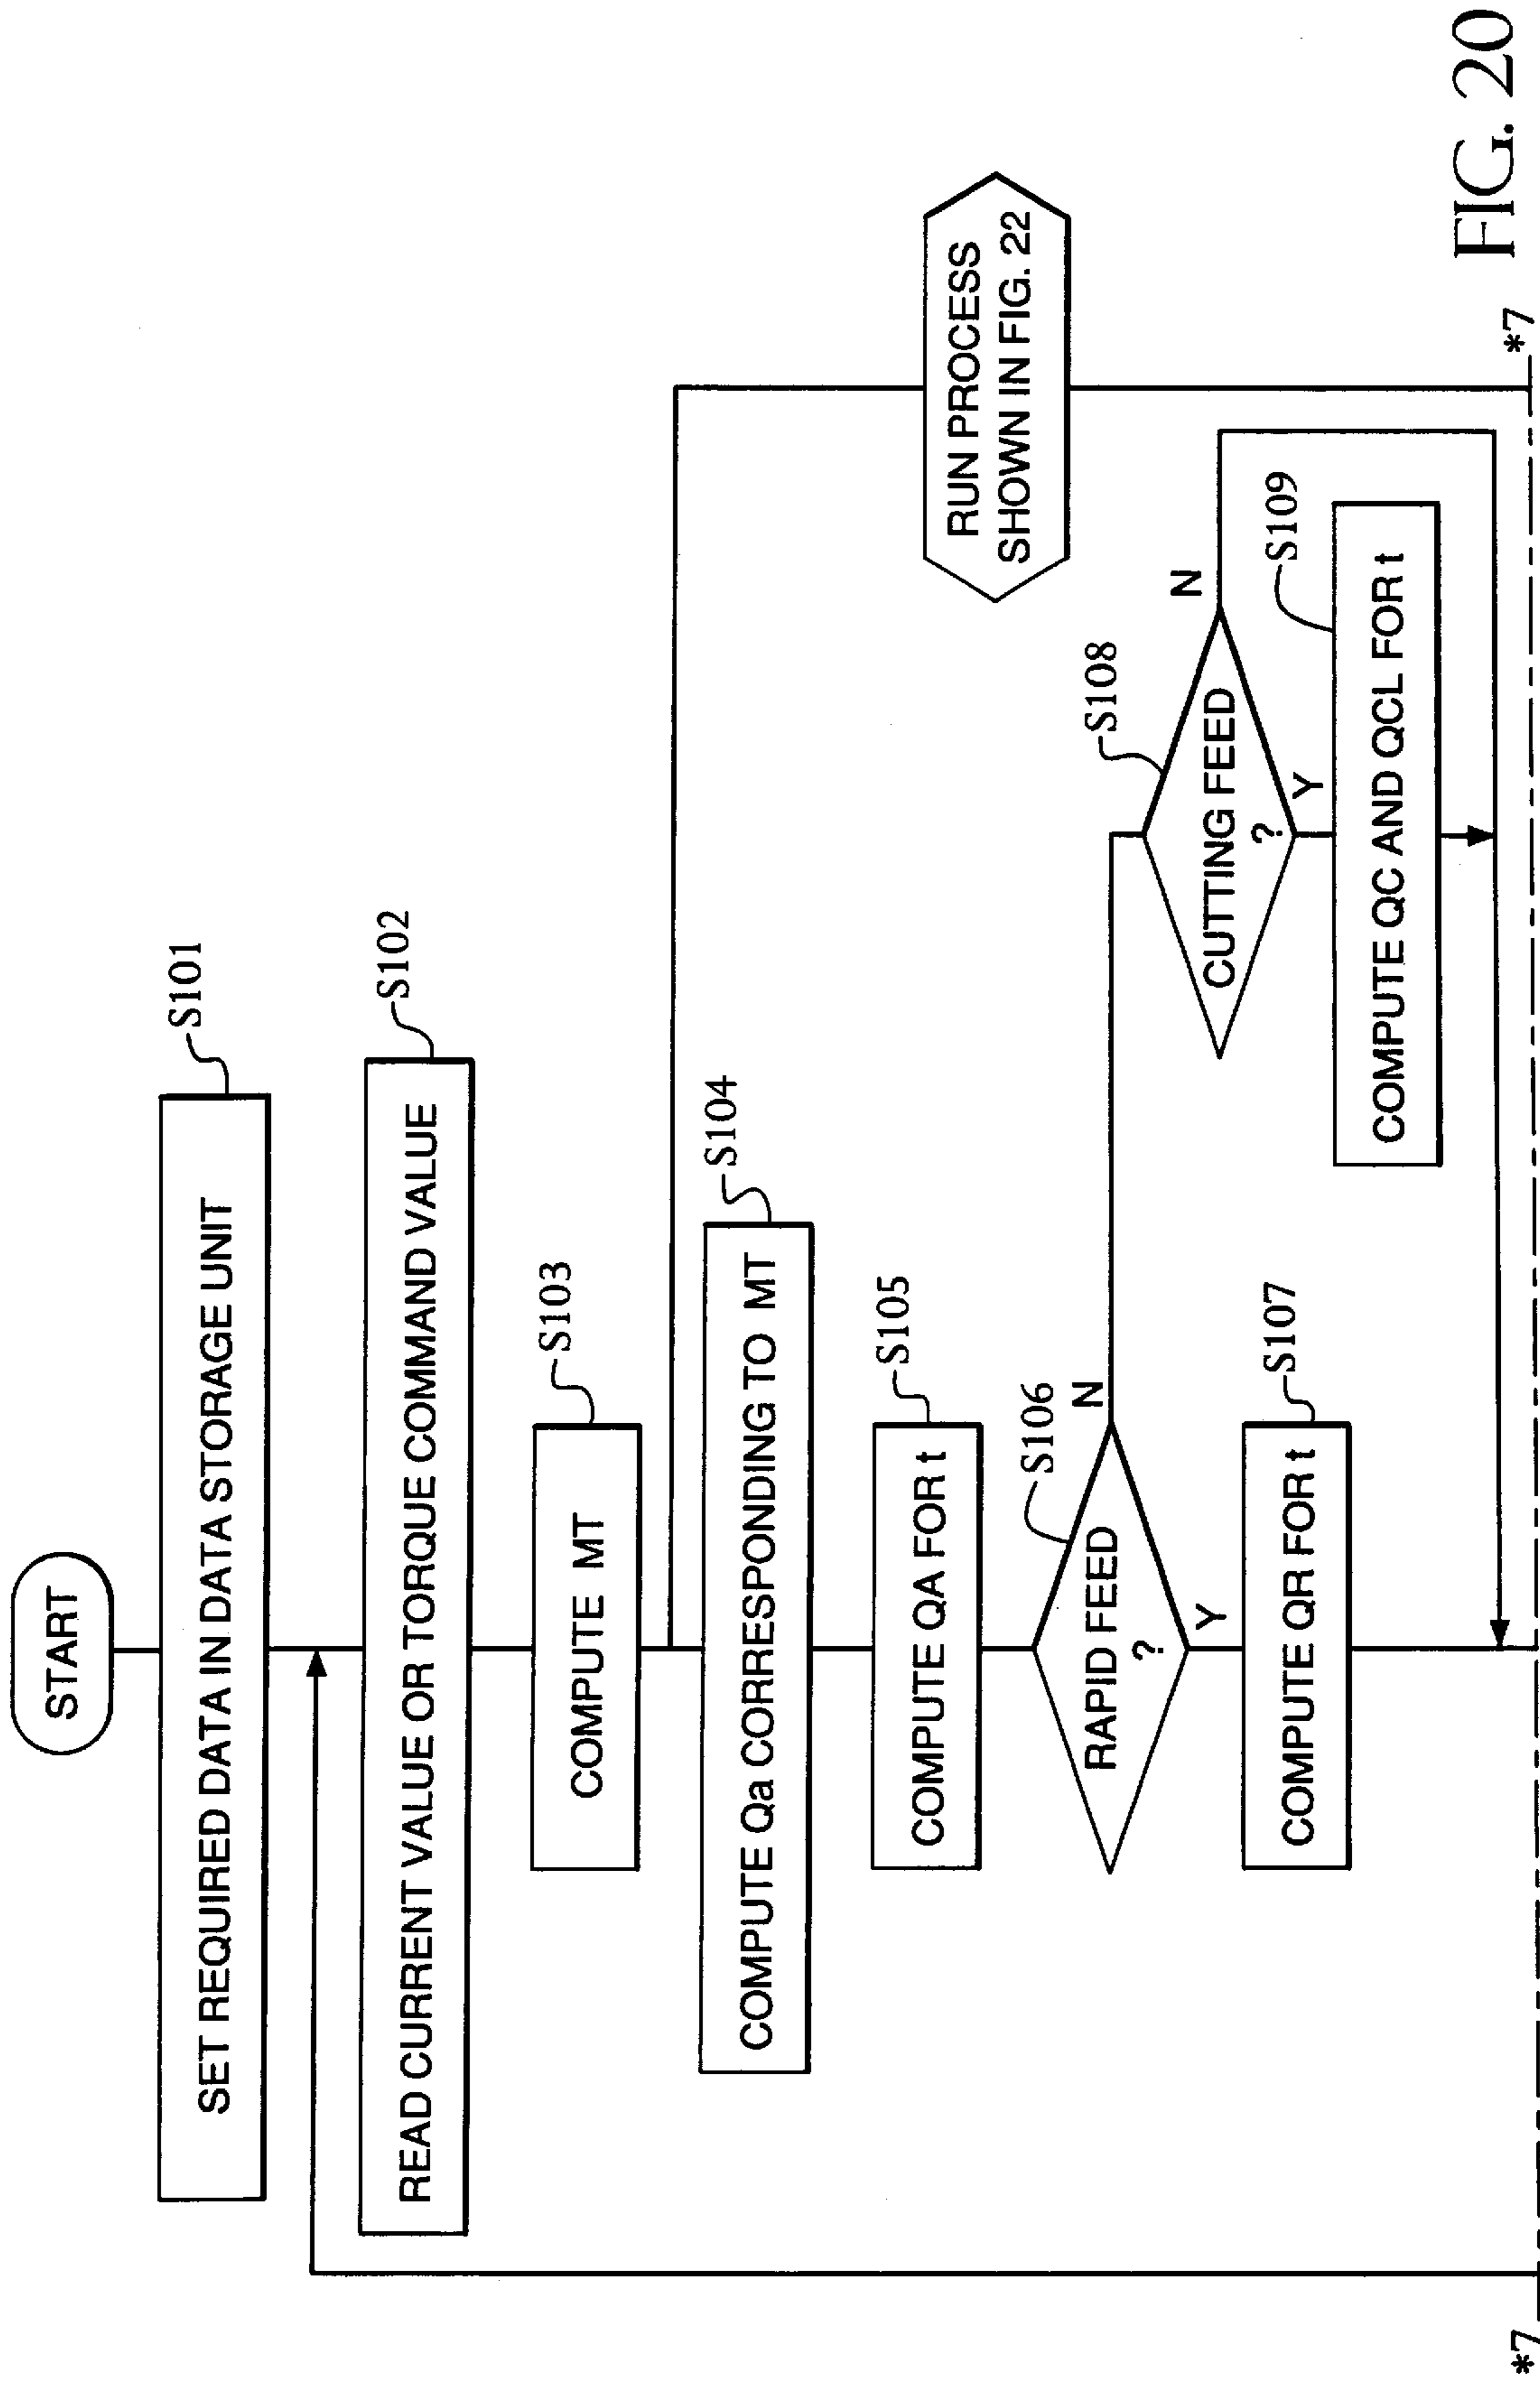 START
SET REQUIRED DATA IN DATA STORAGE UNIT
S101
READ CURRENT VALUE OR TORQUE COMMAND VALUE
S102
COMPUTE MT
S103
COMPUTE Qa CORRESPONDING TO MT
S104
COMPUTE QA FOR t
S105
RAPID FEED
?
S106
N
Y
COMPUTE QR FOR t
S107
CUTTING FEED
?
S108
N
Y
COMPUTE QC AND QCL FOR t
S109
RUN PROCESS
SHOWN IN FIG. 22
*7
*7
FIG. 20